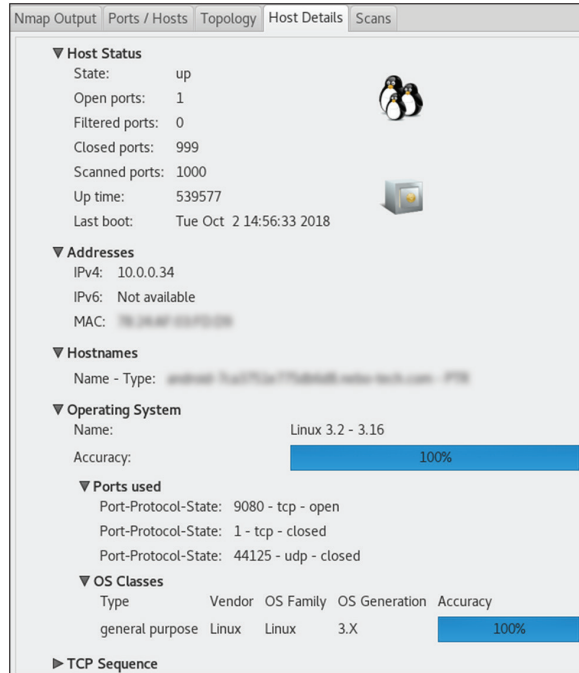 Nmap Output Ports / Hosts Topology Host Details Scans
Host Status
State: up
Open ports: 1
Filtered ports: 0
Closed ports: 999
Scanned ports: 1000
Up time: 539577
Last boot: Tue Oct 2 14:56:33 2018
Addresses
IPv4: 10.0.0.34
IPv6: Not available
MAC:
Hostnames
Name - Type:
Operating System
Name: Linux 3.2 - 3.16
Accuracy: 100%
Ports used
Port-Protocol-State: 9080 - tcp - open
Port-Protocol-State: 1 - tcp - closed
Port-Protocol-State: 44125 - udp - closed
OS Classes
Type Vendor OS Family OS Generation Accuracy
general purpose Linux Linux 3.X 100%
TCP Sequence